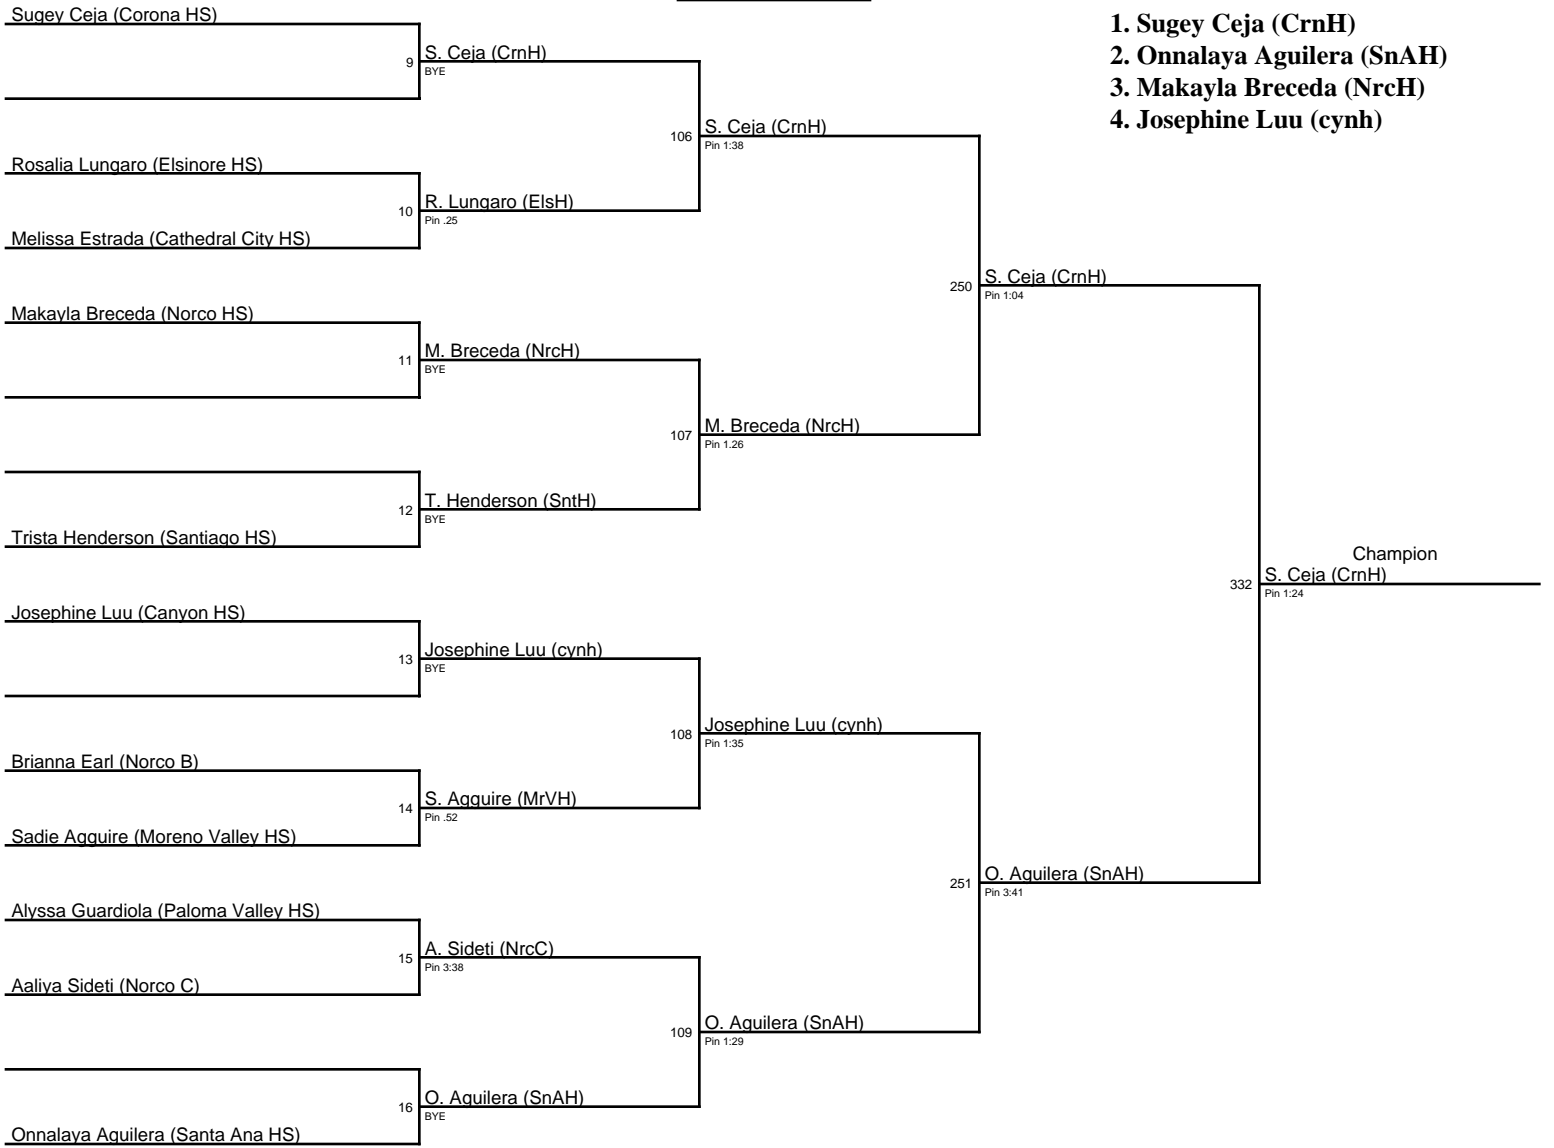 Sugey Ceja (Corona HS)
9
S. Ceja (CrnH)
BYE
106
S. Ceja (CrnH)
Pin 1:38
Rosalia Lungaro (Elsinore HS)
10
R. Lungaro (ElsH)
Pin .25
Melissa Estrada (Cathedral City HS)
250
S. Ceja (CrnH)
Pin 1:04
Makayla Breceda (Norco HS)
11
M. Breceda (NrcH)
BYE
107
M. Breceda (NrcH)
Pin 1.26
12
T. Henderson (SntH)
BYE
Trista Henderson (Santiago HS)
Champion
332
S. Ceja (CrnH)
Pin 1:24
Josephine Luu (Canyon HS)
13
Josephine Luu (cynh)
BYE
108
Josephine Luu (cynh)
Pin 1:35
Brianna Earl (Norco B)
14
S. Agguire (MrVH)
Pin .52
Sadie Agguire (Moreno Valley HS)
251
O. Aguilera (SnAH)
Pin 3:41
Alyssa Guardiola (Paloma Valley HS)
15
A. Sideti (NrcC)
Pin 3:38
Aaliya Sideti (Norco C)
109
O. Aguilera (SnAH)
Pin 1:29
16
O. Aguilera (SnAH)
BYE
Onnalaya Aguilera (Santa Ana HS)
1. Sugey Ceja (CrnH)
2. Onnalaya Aguilera (SnAH)
3. Makayla Breceda (NrcH)
4. Josephine Luu (cynh)